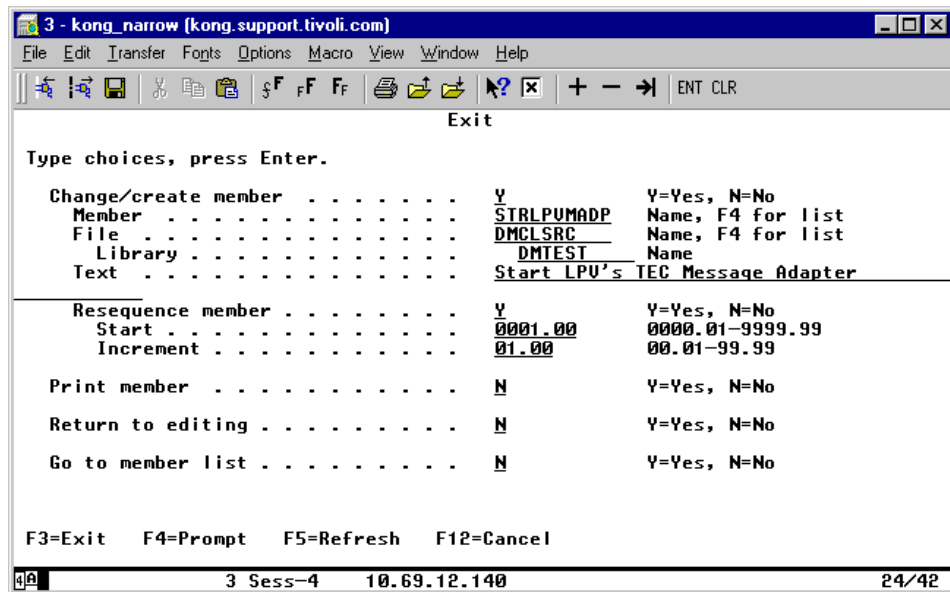 3 - kong_narrow (kong.support.tivoli.com)
File Edit Transfer Fonts Options Macro View Window Help
ENT CLR
Exit
Type choices, press Enter.
Change/create member . . . . . . . Y Y=Yes, N=No
Member . . . . . . . . . . . . . STRLPVMADP Name, F4 for list
File . . . . . . . . . . . . . . DMCLSRC Name, F4 for list
Library . . . . . . . . . . . . DMTEST Name
Text . . . . . . . . . . . . . . Start LPV's TEC Message Adapter
Resequence member . . . . . . . . Y Y=Yes, N=No
Start . . . . . . . . . . . . . 0001.00 0000.01-9999.99
Increment . . . . . . . . . . . 01.00 00.01-99.99
Print member . . . . . . . . . . . N Y=Yes, N=No
Return to editing . . . . . . . . . N Y=Yes, N=No
Go to member list . . . . . . . . . N Y=Yes, N=No
F3=Exit F4=Prompt F5=Refresh F12=Cancel
4A 3 Sess-4 10.69.12.140 24/42